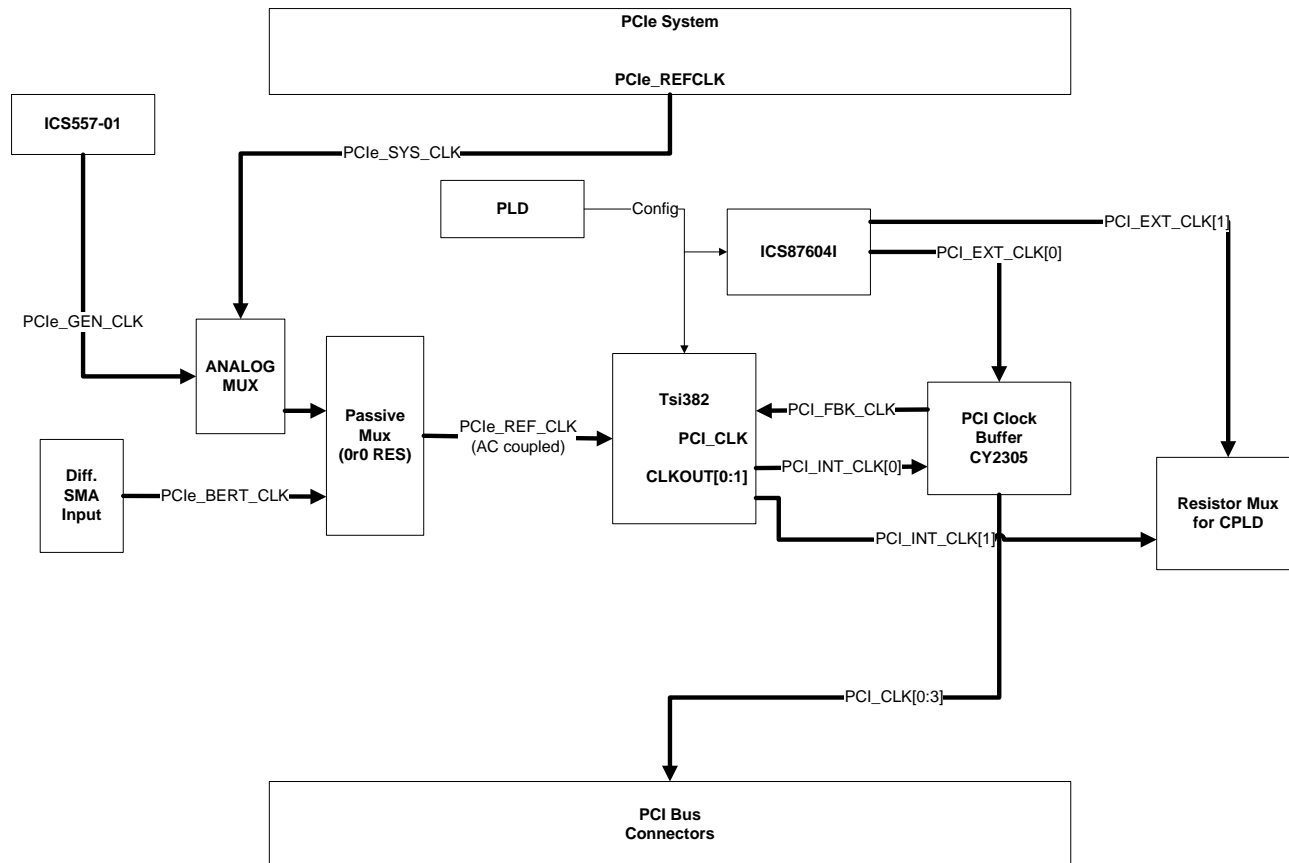 PCIe System
PCIe_REFCLK
ICS557-01
PCIe_SYS_CLK
PLD
Config
ICS87604I
PCI_EXT_CLK[1]
PCI_EXT_CLK[0]
PCIe_GEN_CLK
ANALOG
MUX
Passive
Mux
(0r0 RES)
PCIe_REF_CLK
(AC coupled)
Tsi382
PCI_CLK
CLKOUT[0:1]
PCI_FBK_CLK
PCI_INT_CLK[0]
PCI Clock
Buffer
CY2305
Diff.
SMA
Input
PCIe_BERT_CLK
PCI_INT_CLK[1]
Resistor Mux
for CPLD
PCI_CLK[0:3]
PCI Bus
Connectors